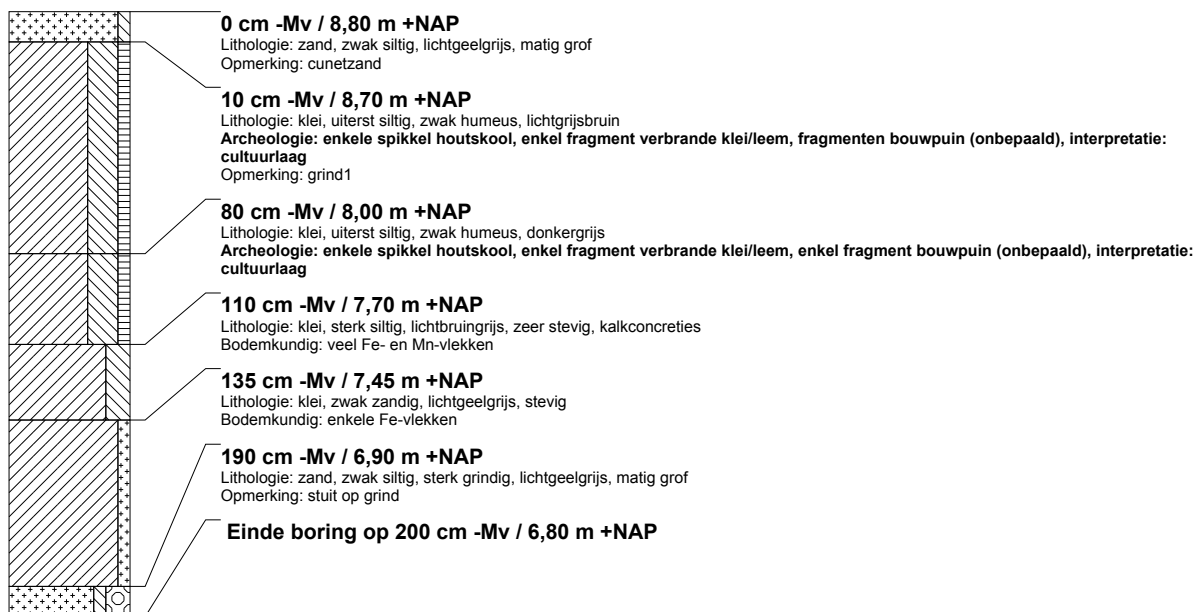 0 cm -Mv / 8,80 m +NAP
Lithologie: zand, zwak siltig, lichtgeelgrijs, matig grof
Opmerking: cunetzand
10 cm -Mv / 8,70 m +NAP
Lithologie: klei, uiterst siltig, zwak humeus, lichtgrijsbruin
Archeologie: enkele spikkel houtskool, enkel fragment verbrande klei/leem, fragmenten bouwpuin (onbepaald), interpretatie:
cultuurlaag
Opmerking: grind1
80 cm -Mv / 8,00 m +NAP
Lithologie: klei, uiterst siltig, zwak humeus, donkergrijs
Archeologie: enkele spikkel houtskool, enkel fragment verbrande klei/leem, enkel fragment bouwpuin (onbepaald), interpretatie:
cultuurlaag
110 cm -Mv / 7,70 m +NAP
Lithologie: klei, sterk siltig, lichtbruingrijs, zeer stevig, kalkconcreties
Bodemkundig: veel Fe- en Mn-vlekken
135 cm -Mv / 7,45 m +NAP
Lithologie: klei, zwak zandig, lichtgeelgrijs, stevig
Bodemkundig: enkele Fe-vlekken
190 cm -Mv / 6,90 m +NAP
Lithologie: zand, zwak siltig, sterk grindig, lichtgeelgrijs, matig grof
Opmerking: stuit op grind
Einde boring op 200 cm -Mv / 6,80 m +NAP